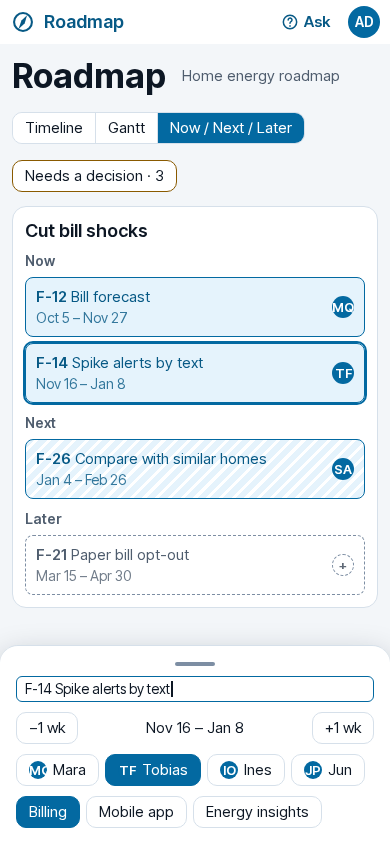 Roadmap
Ask
AD
Roadmap
Home energy roadmap
Timeline
Gantt
Now / Next / Later
Needs a decision · 3
Cut bill shocks
Now
F-12 Bill forecast
Oct 5 – Nov 27
MQ
F-14 Spike alerts by text
Nov 16 – Jan 8
TF
Next
F-26 Compare with similar homes
Jan 4 – Feb 26
SA
Later
F-21 Paper bill opt-out
Mar 15 – Apr 30
+
F-14 Spike alerts by text
−1 wk
Nov 16 – Jan 8
+1 wk
MQ Mara
TF Tobias
IO Ines
JP Jun
Billing
Mobile app
Energy insights